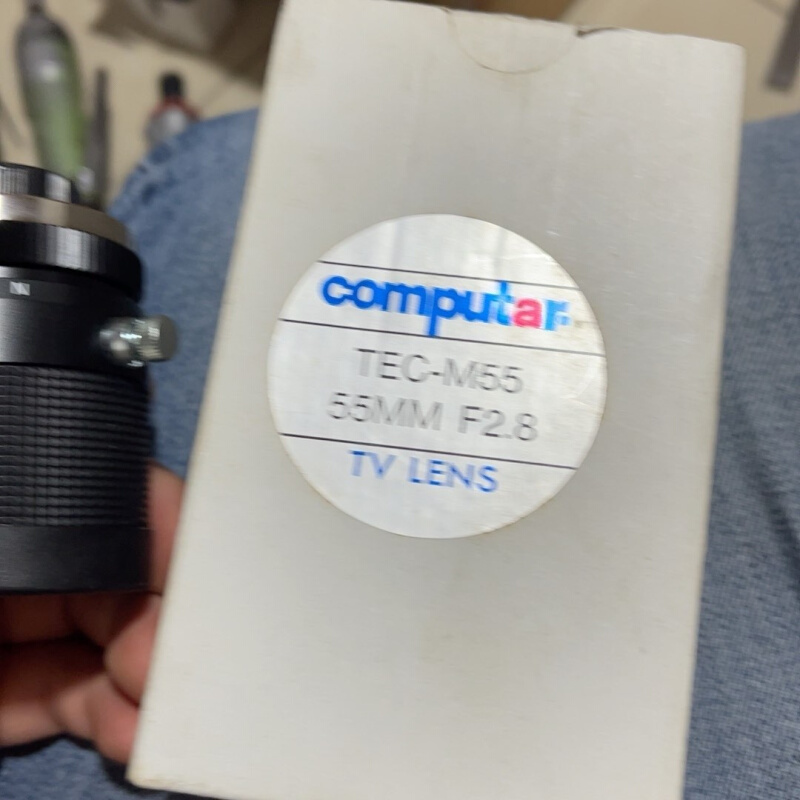 computar
TEC-M55
55MM F2.8
TV LENS